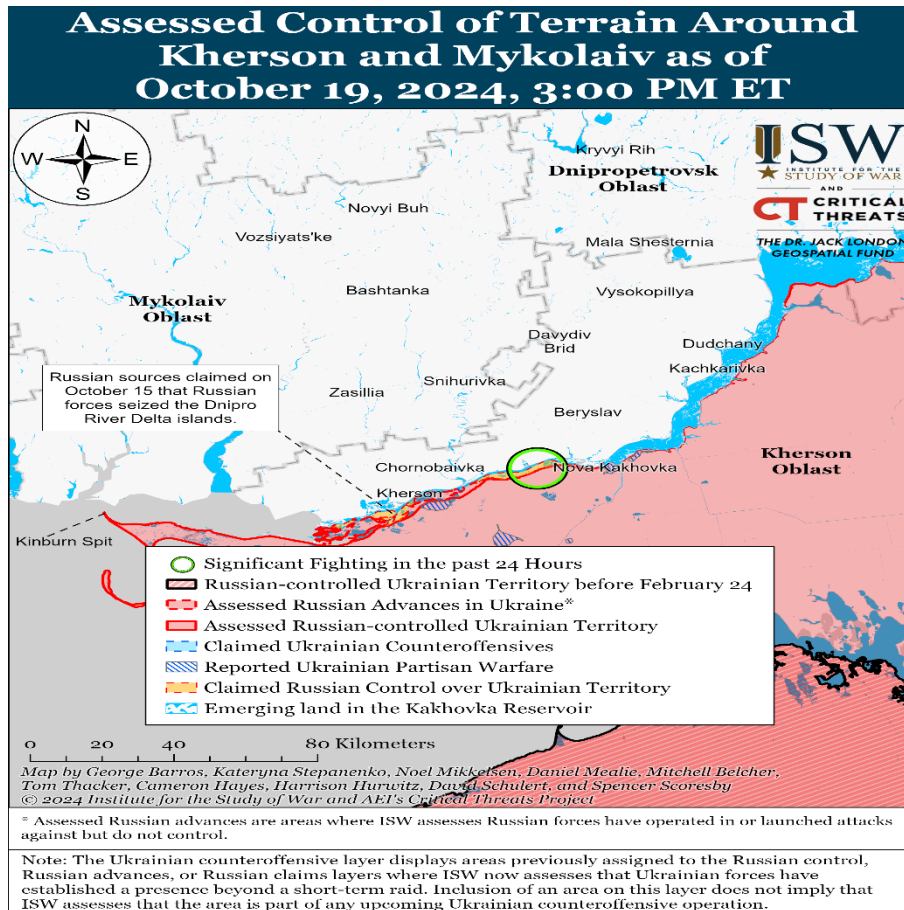 Assessed Control of Terrain Around
Kherson and Mykolaiv as of
October 19, 2024, 3:00 PM ET
N
W E
S
ISW
INSTITUTE FOR THE
STUDY OF WAR
AND
CT CRITICAL
THREATS
THE DR. JACK LONDON
GEOSPATIAL FUND
Kryvyi Rih
Dnipropetrovsk
Oblast
Novyi Buh
Vozsiyats'ke
Mala Shesternia
Bashtanka
Vysokopillya
Mykolaiv
Oblast
Davydiv
Brid
Dudchany
Kachkarivka
Russian sources claimed on
October 15 that Russian
forces seized the Dnipro
River Delta islands.
Zasillia
Snihurivka
Beryslav
Chornobaivka
Nova Kakhovka
Kherson
Oblast
Kherson
Kinburn Spit
Significant Fighting in the past 24 Hours
Russian-controlled Ukrainian Territory before February 24
Assessed Russian Advances in Ukraine*
Assessed Russian-controlled Ukrainian Territory
Claimed Ukrainian Counteroffensives
Reported Ukrainian Partisan Warfare
Claimed Russian Control over Ukrainian Territory
Emerging land in the Kakhovka Reservoir
0 20 40 80 Kilometers
Map by George Barros, Kateryna Stepanenko, Noel Mikkelsen, Daniel Mealie, Mitchell Belcher,
Tom Thacker, Cameron Hayes, Harrison Hurwitz, David Schulert, and Spencer Scoresby
© 2024 Institute for the Study of War and AEI's Critical Threats Project
* Assessed Russian advances are areas where ISW assesses Russian forces have operated in or launched attacks
against but do not control.
Note: The Ukrainian counteroffensive layer displays areas previously assigned to the Russian control,
Russian advances, or Russian claims layers where ISW now assesses that Ukrainian forces have
established a presence beyond a short-term raid. Inclusion of an area on this layer does not imply that
ISW assesses that the area is part of any upcoming Ukrainian counteroffensive operation.